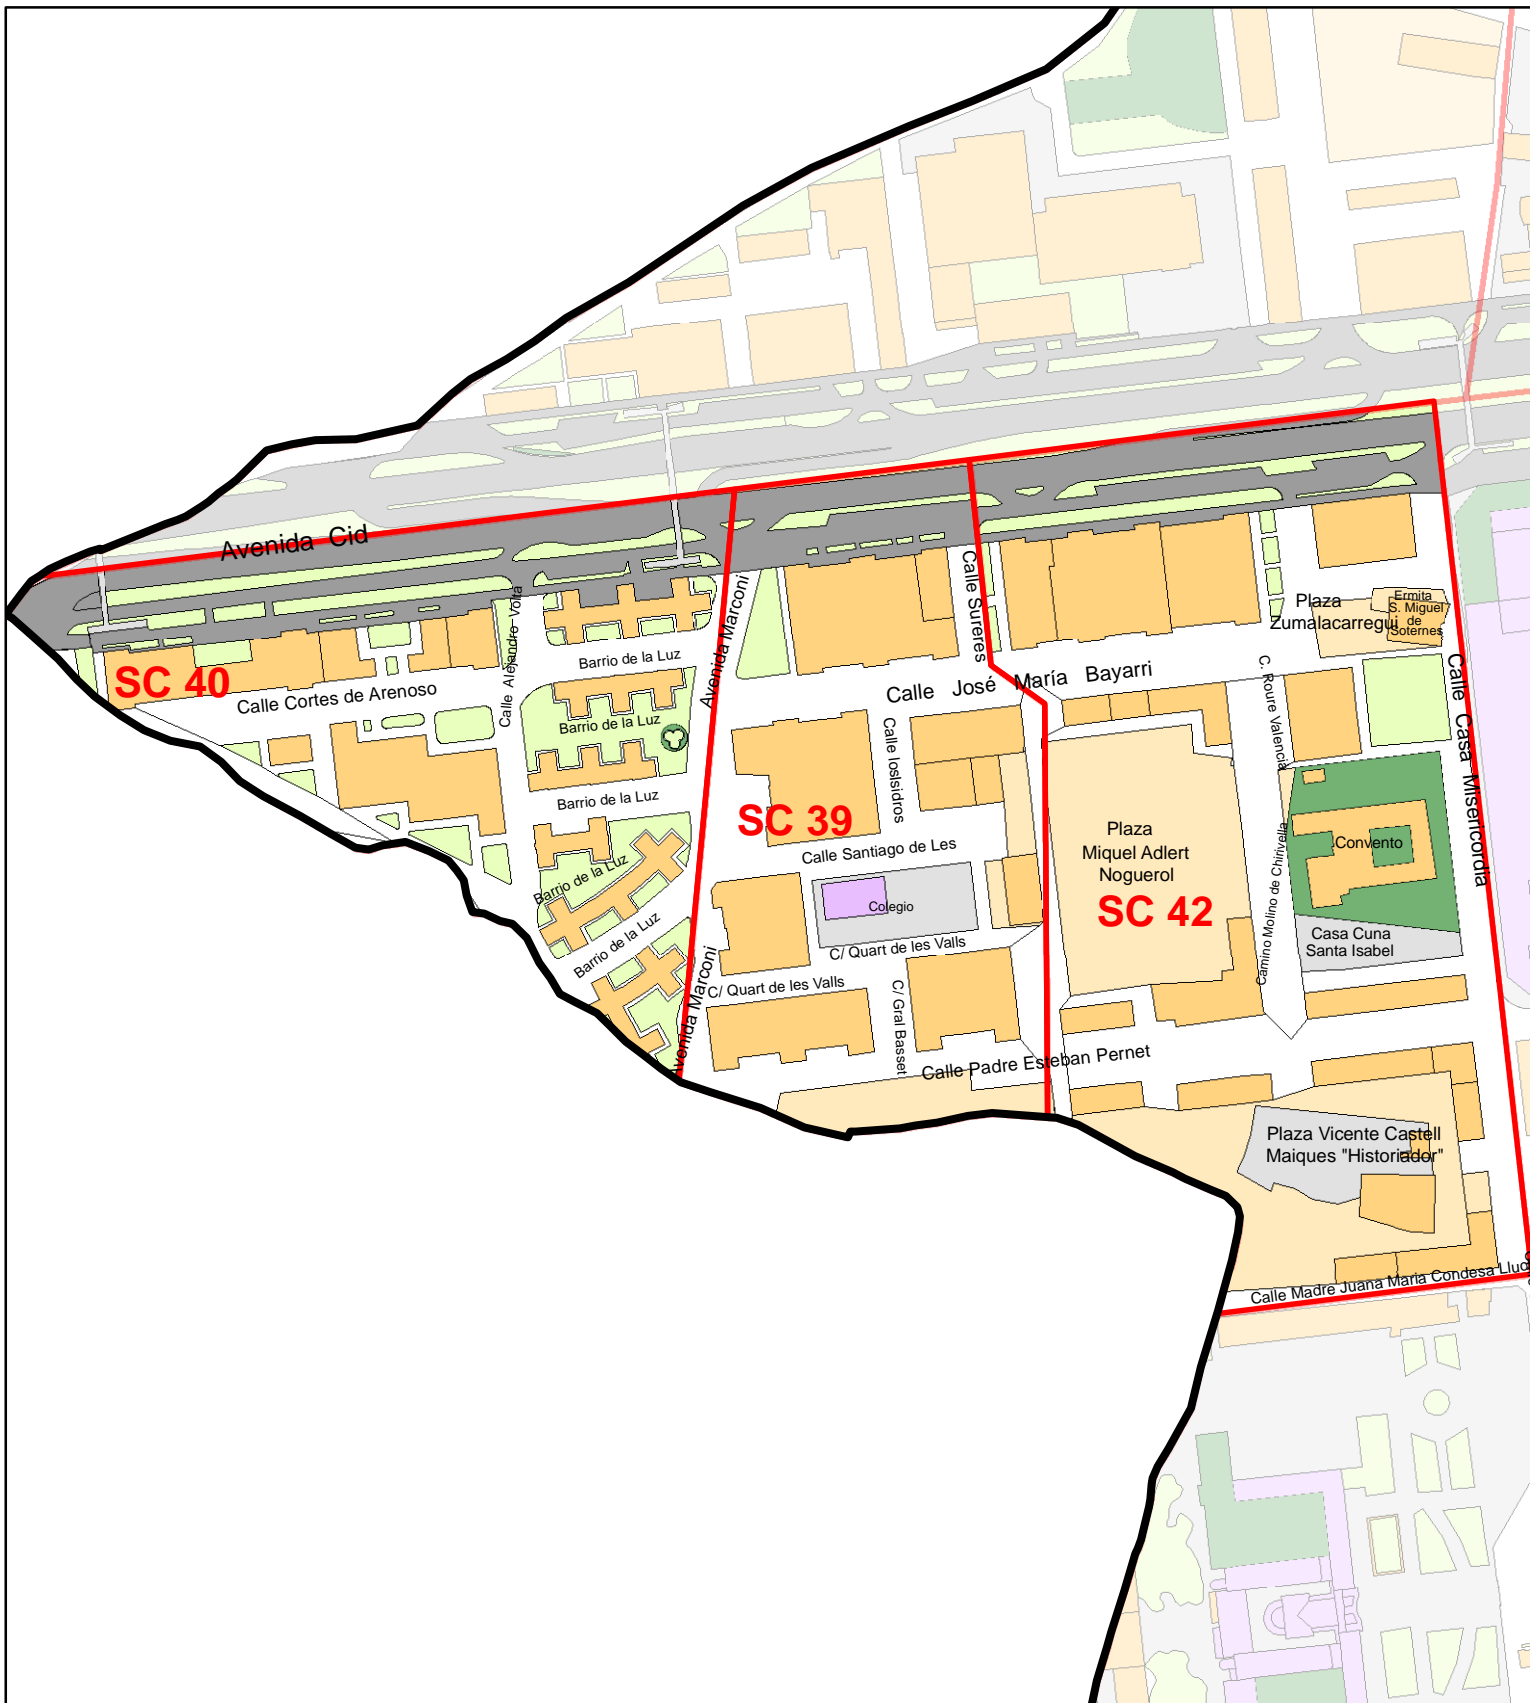 Avenida Cid
SC 40
Calle Cortes de Arenoso
Calle Alejandro Volta
Barrio de la Luz
Barrio de la Luz
Barrio de la Luz
Barrio de la Luz
Barrio de la Luz
Avenida Marconi
Avenida Marconi
Calle Sureres
Calle José María Bayarri
Calle Ioslsidros
SC 39
Calle Santiago de Les
Colegio
C/ Quart de les Valls
C/ Quart de les Valls
C/ Gral Basset
Calle Padre Esteban Pernet
Plaza
Zumalacarregui
Ermita
S. Miguel
de
Soternes
C. Roure Valencia
Calle Casa Misericordia
Plaza
Miquel Adlert
Noguerol
SC 42
Camino Molino de Chirivella
Convento
Casa Cuna
Santa Isabel
Plaza Vicente Castell
Maiques "Historiador"
Calle Madre Juana Maria Condesa Lluc